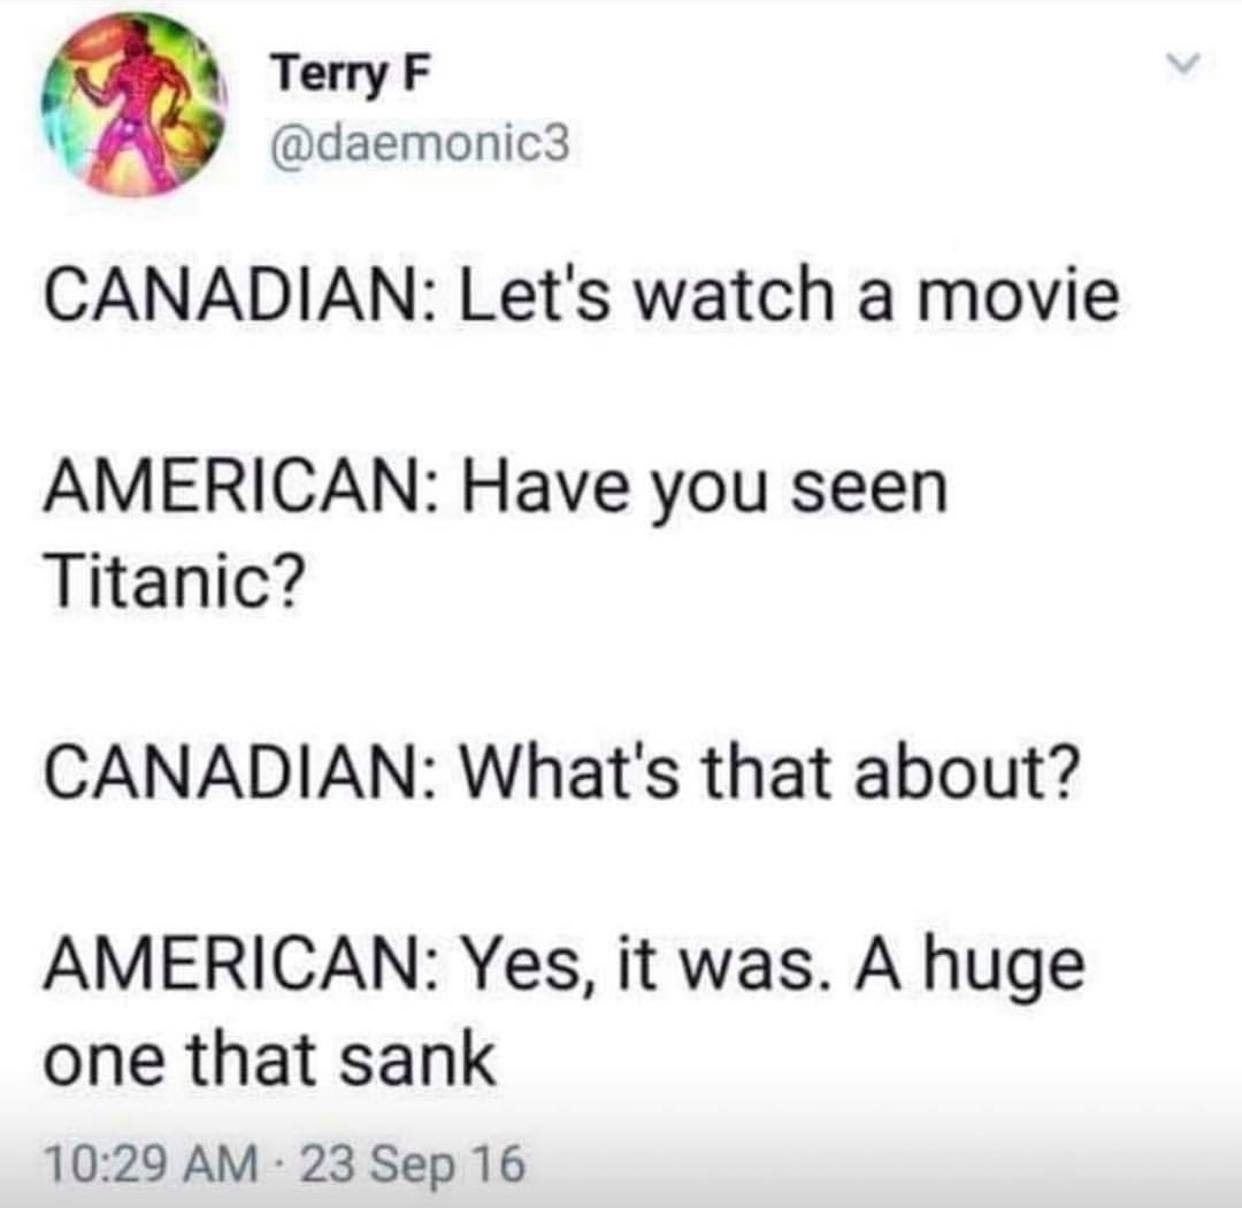 Terry F
@daemonic3
CANADIAN: Let's watch a movie
AMERICAN: Have you seen
Titanic?
CANADIAN: What's that about?
AMERICAN: Yes, it was. A huge
one that sank
10:29 AM · 23 Sep 16